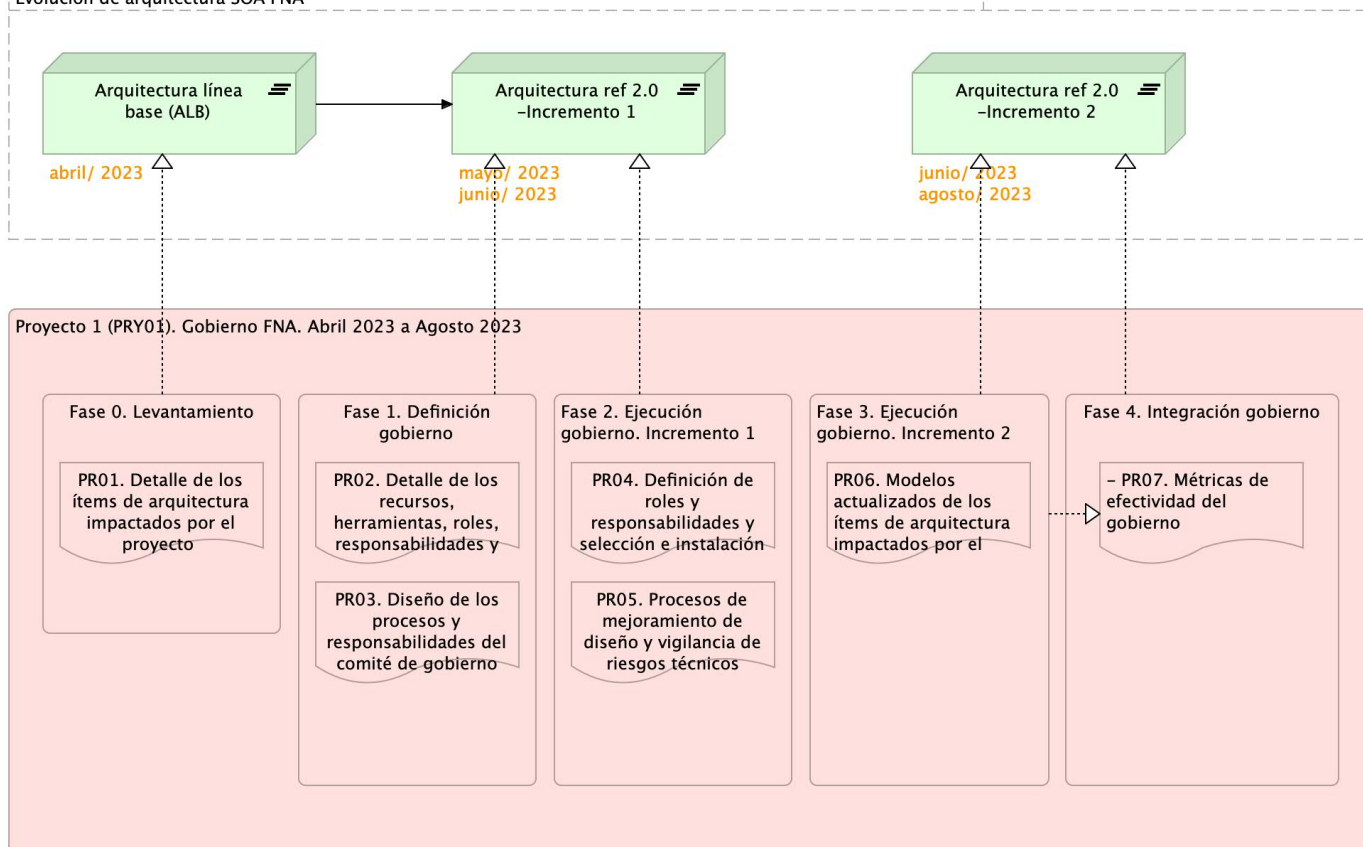 Evolución de arquitectura SOA FNA
Arquitectura línea
base (ALB)
abril/ 2023
Arquitectura ref 2.0
–Incremento 1
mayo/ 2023
junio/ 2023
Arquitectura ref 2.0
–Incremento 2
junio/ 2023
agosto/ 2023
Proyecto 1 (PRY01). Gobierno FNA. Abril 2023 a Agosto 2023
Fase 0. Levantamiento
PR01. Detalle de los
ítems de arquitectura
impactados por el
proyecto
Fase 1. Definición
gobierno
PR02. Detalle de los
recursos,
herramientas, roles,
responsabilidades y
PR03. Diseño de los
procesos y
responsabilidades del
comité de gobierno
Fase 2. Ejecución
gobierno. Incremento 1
PR04. Definición de
roles y
responsabilidades y
selección e instalación
PR05. Procesos de
mejoramiento de
diseño y vigilancia de
riesgos técnicos
Fase 3. Ejecución
gobierno. Incremento 2
PR06. Modelos
actualizados de los
ítems de arquitectura
impactados por el
Fase 4. Integración gobierno
– PR07. Métricas de
efectividad del
gobierno